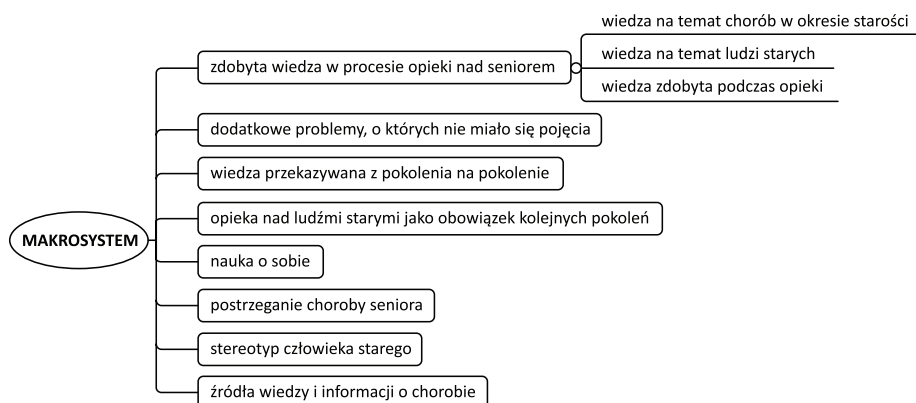 MAKROSYSTEM
zdobyta wiedza w procesie opieki nad seniorem
wiedza na temat chorób w okresie starości
wiedza na temat ludzi starych
wiedza zdobyta podczas opieki
dodatkowe problemy, o których nie miało się pojęcia
wiedza przekazywana z pokolenia na pokolenie
opieka nad ludźmi starymi jako obowiązek kolejnych pokoleń
nauka o sobie
postrzeganie choroby seniora
stereotyp człowieka starego
źródła wiedzy i informacji o chorobie